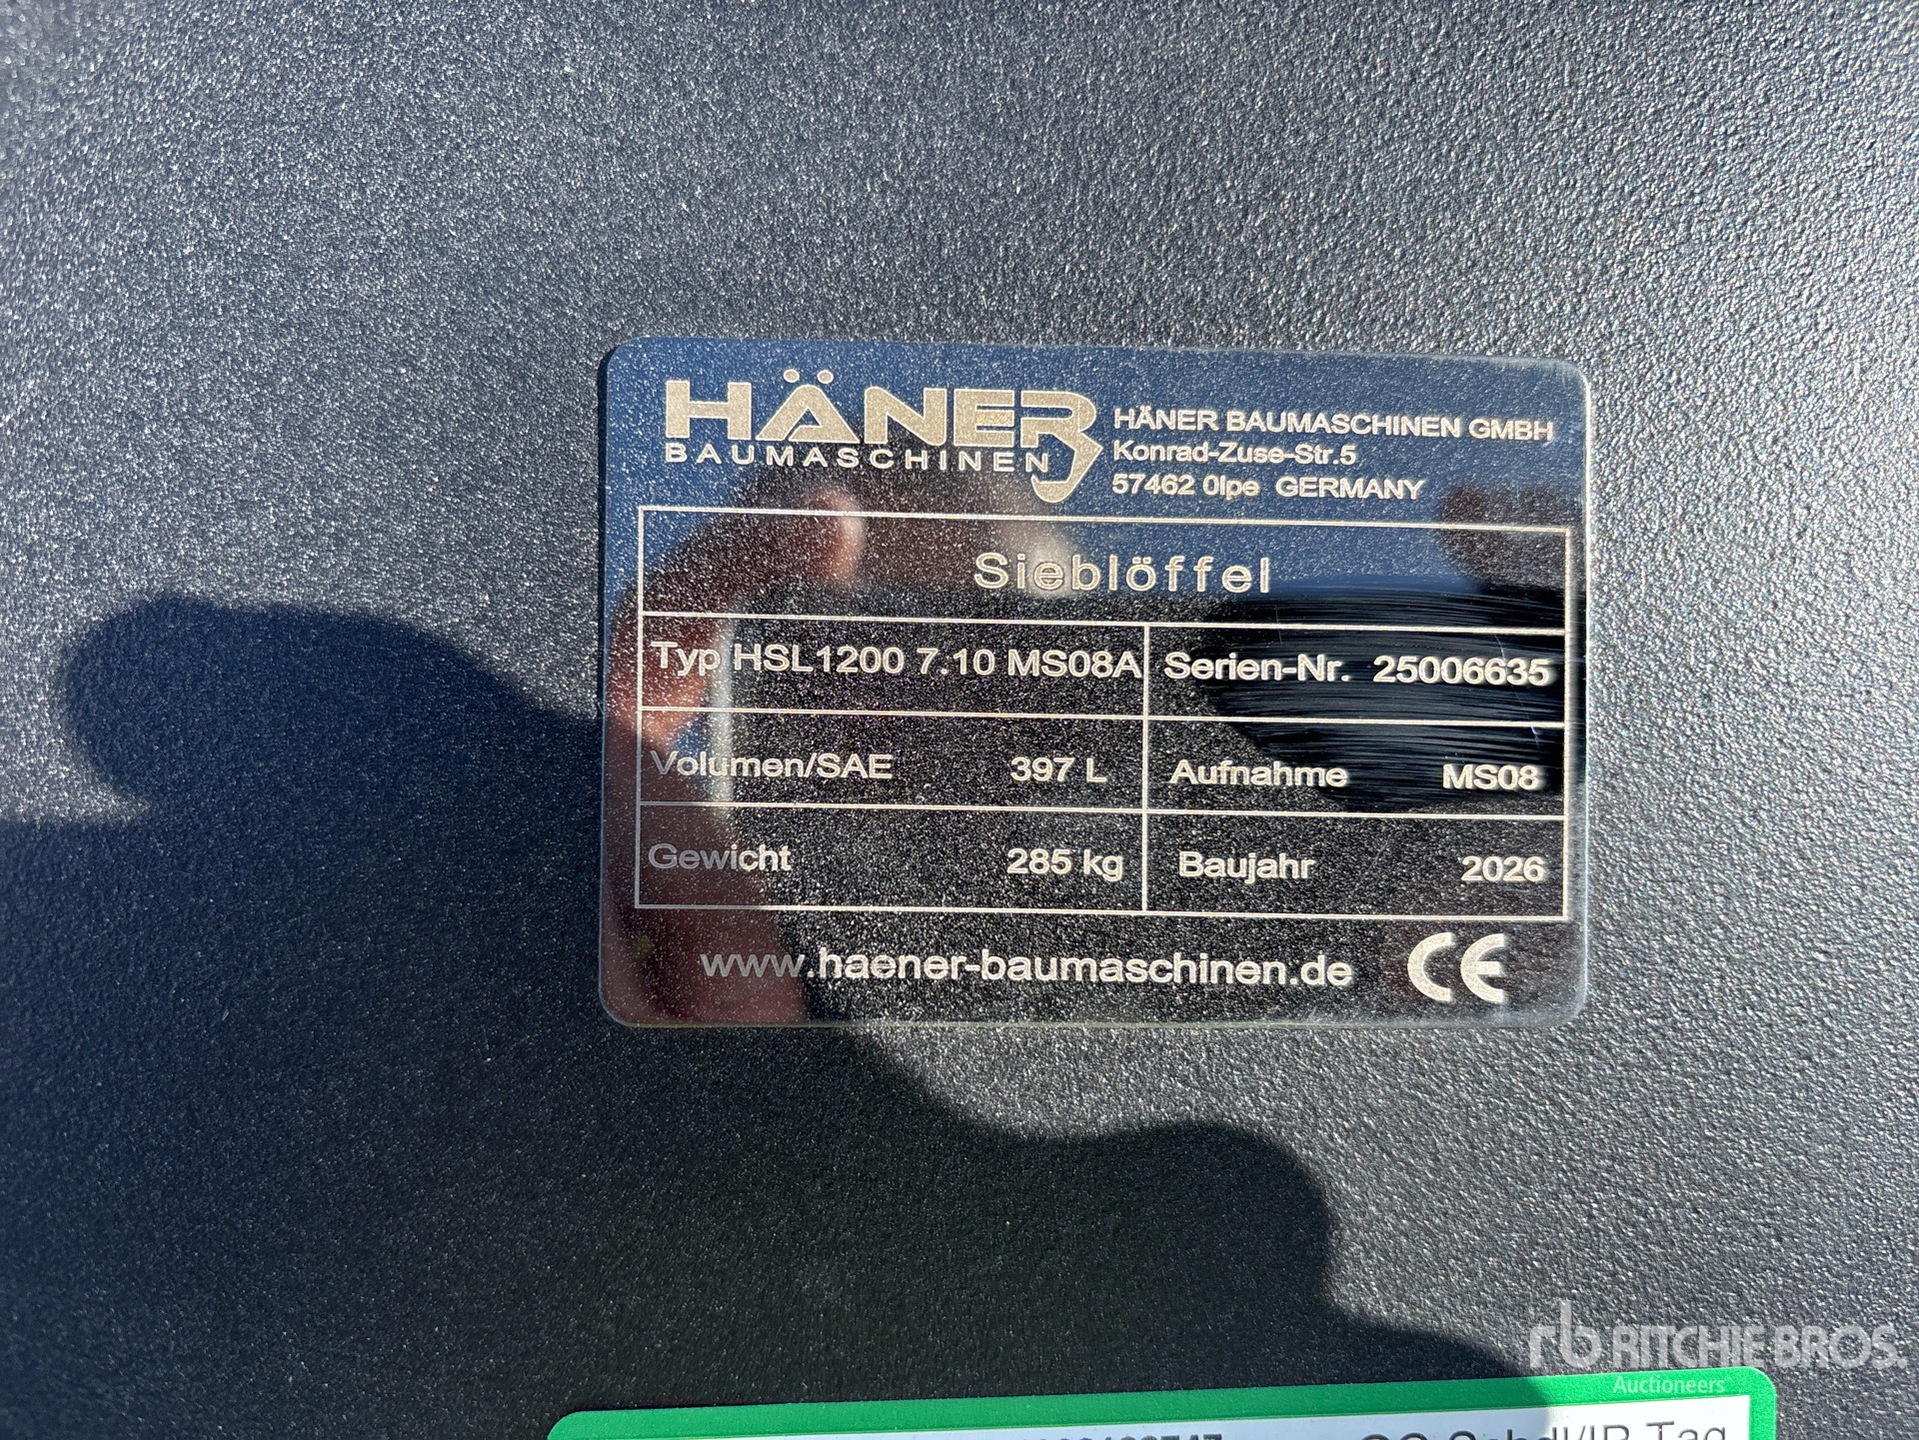 HÄNER
BAUMASCHINEN
HÄNER BAUMASCHINEN GMBH
Konrad-Zuse-Str.5
57462 Olpe GERMANY
Sieblöffel
Typ HSL1200 7.10 MS08A
Serien-Nr. 25006635
Volumen/SAE 397 L
Aufnahme MS08
Gewicht 285 kg
Baujahr 2026
www.haener-baumaschinen.de
CE
rb RITCHIE BROS.
Auctioneers
Tag